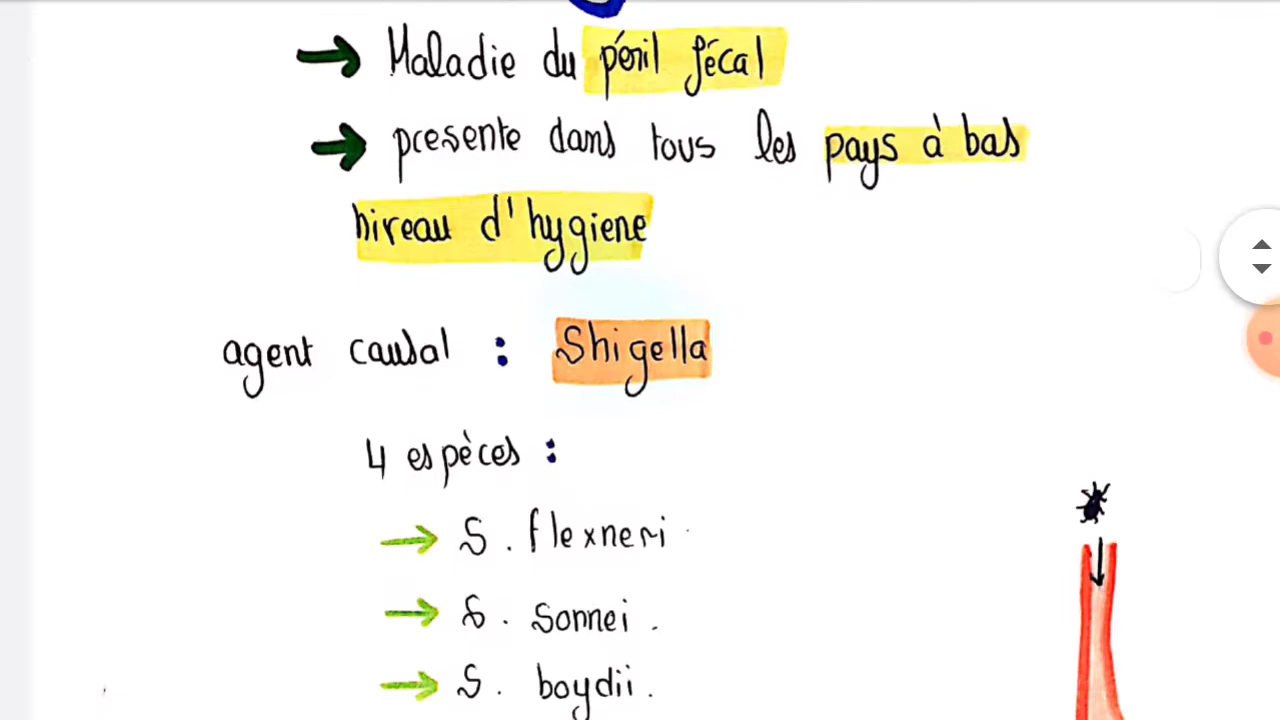 → Maladie du péril fécal
→ presente dans tous les pays à bas
niveau d'hygiene
agent causal : Shigella
4 espèces :
→ S. flexneri
→ S. Sonnei.
→ S. boydii.